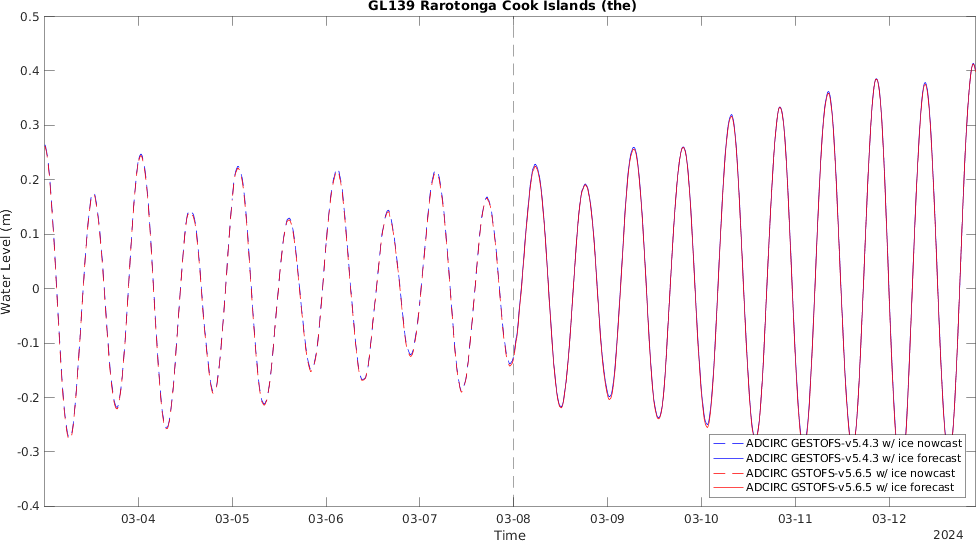 GL139 Rarotonga Cook Islands (the)
0.5
0.4
0.3
0.2
0.1
0
-0.1
-0.2
-0.3
-0.4
Water Level (m)
ADCIRC GESTOFS-v5.4.3 w/ ice nowcast
ADCIRC GESTOFS-v5.4.3 w/ ice forecast
ADCIRC GSTOFS-v5.6.5 w/ ice nowcast
ADCIRC GSTOFS-v5.6.5 w/ ice forecast
03-04 03-05 03-06 03-07 03-08 03-09 03-10 03-11 03-12
Time
2024